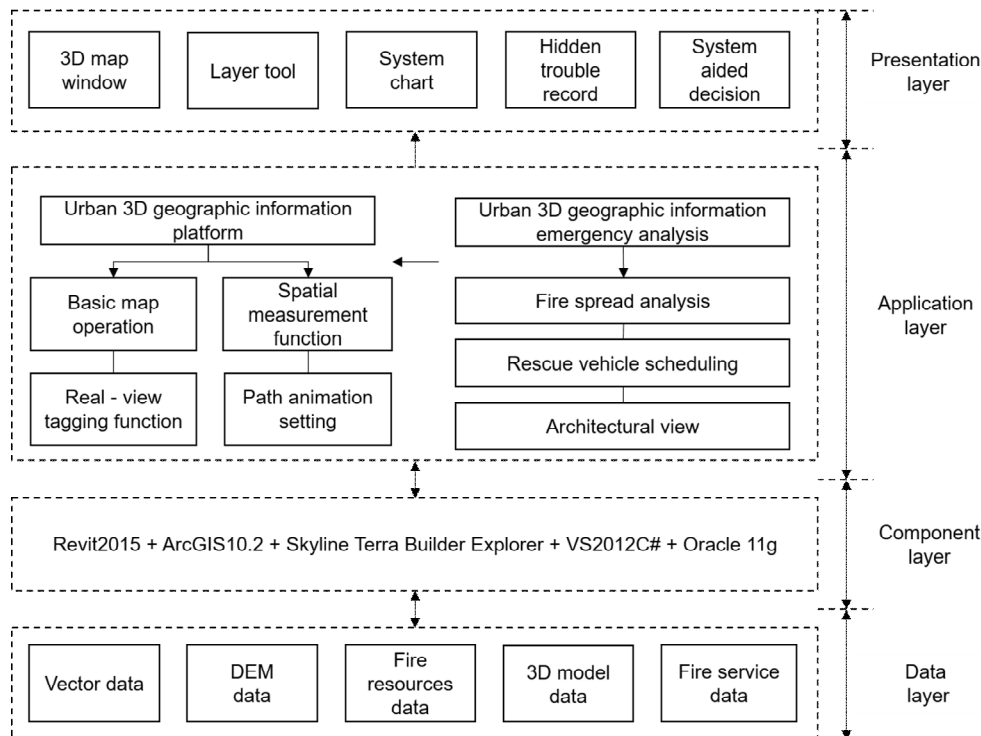 3D map
window
Layer tool
System
chart
Hidden
trouble
record
System
aided
decision
Presentation
layer
Urban 3D geographic information
platform
Urban 3D geographic information
emergency analysis
Basic map
operation
Spatial
measurement
function
Fire spread analysis
Rescue vehicle scheduling
Real - view
tagging function
Path animation
setting
Architectural view
Application
layer
Revit2015 + ArcGIS10.2 + Skyline Terra Builder Explorer + VS2012C# + Oracle 11g
Component
layer
Vector data
DEM
data
Fire
resources
data
3D model
data
Fire service
data
Data
layer